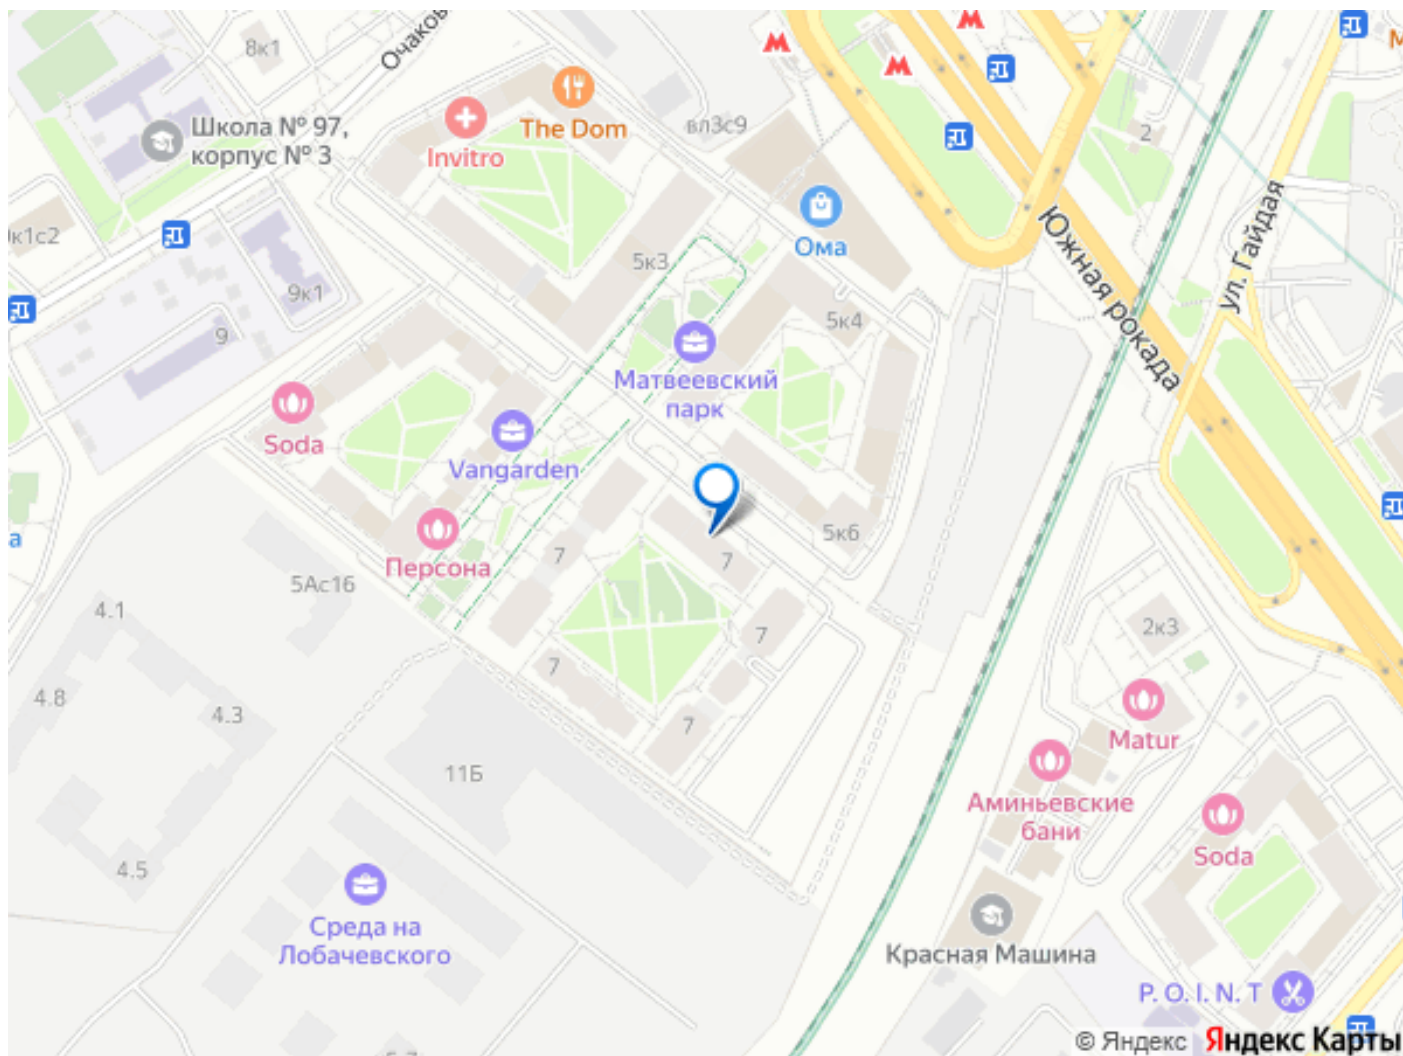 8к1
Очаков
М
М
М
М
The Dom
Школа № 97,
корпус № 3
Invitro
вл3с9
2
к1с2
Ома
Южная рокада
ул. Гайдая
5к3
9к1
9
5к4
Матвеевский
парк
Soda
Vangarden
5к6
7
7
Персона
а
5Ас16
4.1
7
2к3
7
4.8
4.3
7
Matur
11Б
Аминьевские
бани
Soda
4.5
Среда на
Лобачевского
Красная Машина
P.O.I.N.T
© Яндекс Яндекс Карты